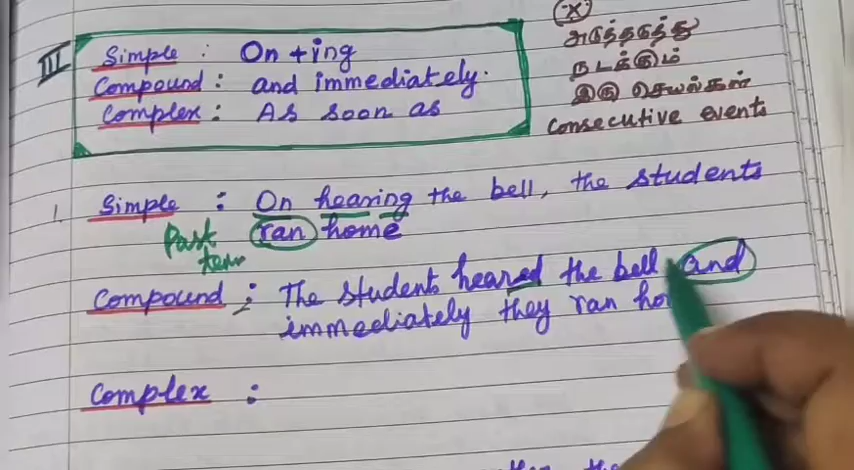 III
Simple : On + ing
Compound : and immediately.
Complex : As soon as
அடுத்தடுத்து
நடக்கும்
இரு செயல்கள்
consecutive events
1. Simple : On hearing the bell, the students
ran home
Past
Compound : The students heared the bell and
immediately they ran
Complex :